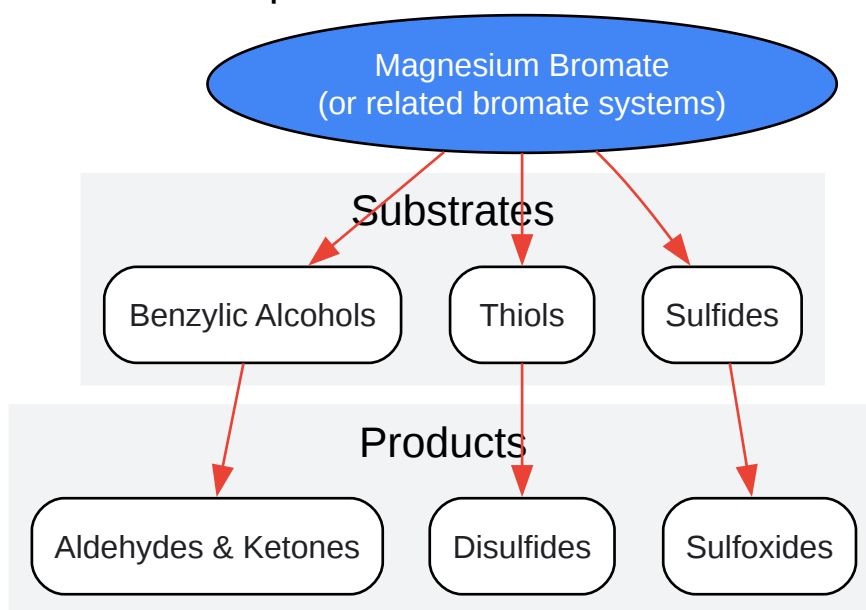 Magnesium Bromate
(or related bromate systems)
Substrates
Benzylic Alcohols
Thiols
Sulfides
Products
Aldehydes & Ketones
Disulfides
Sulfoxides